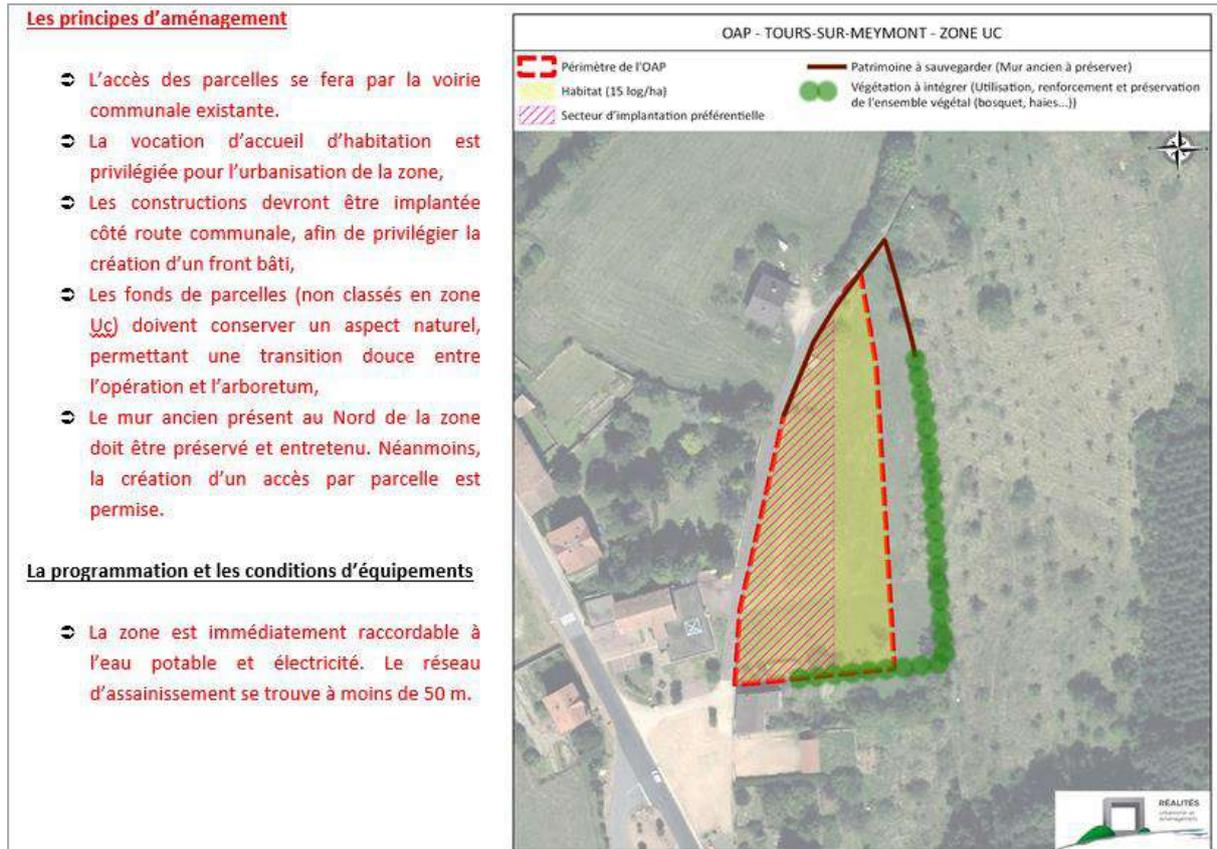 Les principes d'aménagement
➲ L'accès des parcelles se fera par la voirie
communale existante.
➲ La vocation d'accueil d'habitation est
privilégiée pour l'urbanisation de la zone,
➲ Les constructions devront être implantée
côté route communale, afin de privilégier la
création d'un front bâti,
➲ Les fonds de parcelles (non classés en zone
Uc) doivent conserver un aspect naturel,
permettant une transition douce entre
l'opération et l'arboretum,
➲ Le mur ancien présent au Nord de la zone
doit être préservé et entretenu. Néanmoins,
la création d'un accès par parcelle est
permise.
La programmation et les conditions d'équipements
➲ La zone est immédiatement raccordable à
l'eau potable et électricité. Le réseau
d'assainissement se trouve à moins de 50 m.
OAP - TOURS-SUR-MEYMONT - ZONE UC
Périmètre de l'OAP
Habitat (15 log/ha)
Secteur d'implantation préférentielle
Patrimoine à sauvegarder (Mur ancien à préserver)
Végétation à intégrer (Utilisation, renforcement et préservation
de l'ensemble végétal (bosquet, haies...))
RÉALITÉS